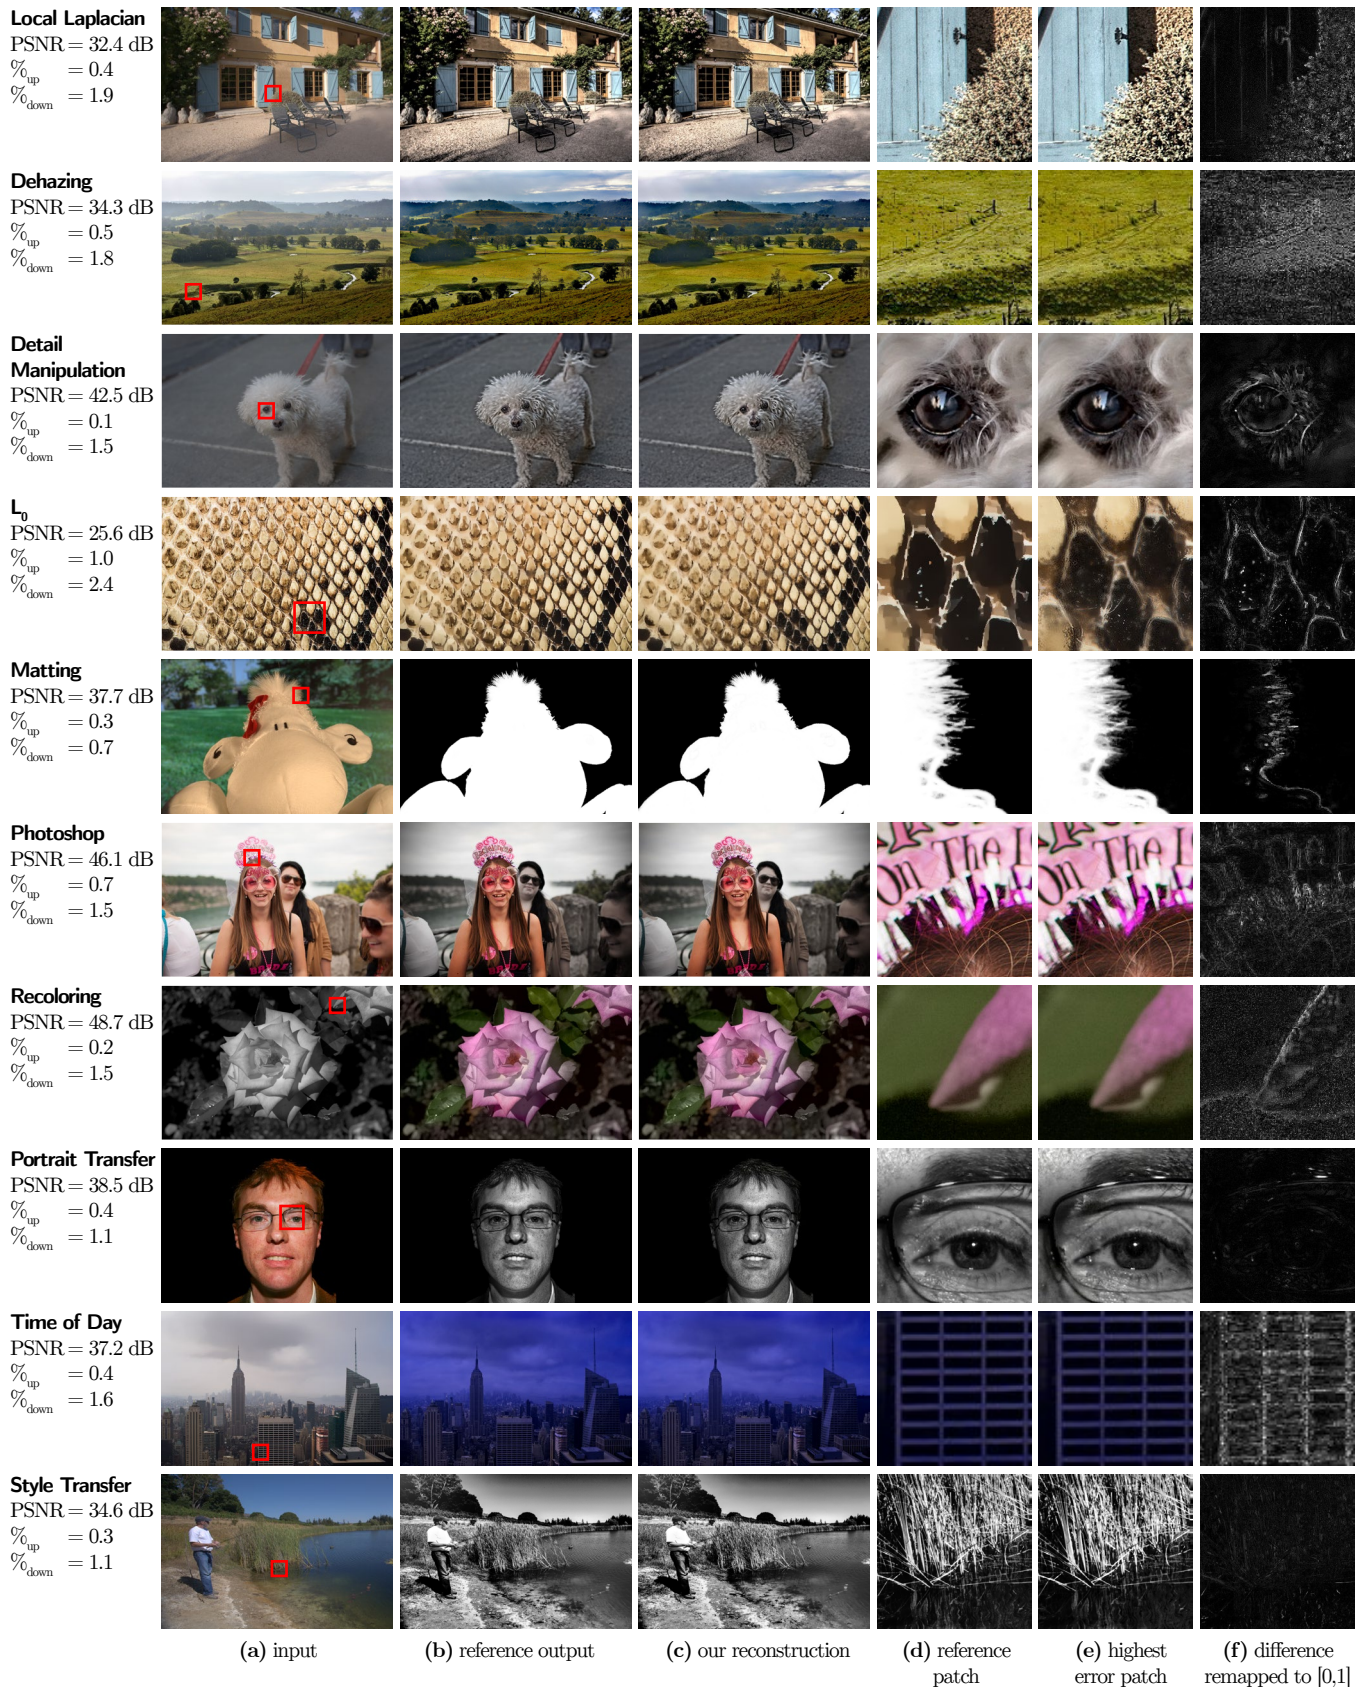 Local Laplacian
PSNR = 32.4 dB
%up = 0.4
%down = 1.9
Dehazing
PSNR = 34.3 dB
%up = 0.5
%down = 1.8
Detail
Manipulation
PSNR = 42.5 dB
%up = 0.1
%down = 1.5
L0
PSNR = 25.6 dB
%up = 1.0
%down = 2.4
Matting
PSNR = 37.7 dB
%up = 0.3
%down = 0.7
Photoshop
PSNR = 46.1 dB
%up = 0.7
%down = 1.5
On The L
On The L
Recoloring
PSNR = 48.7 dB
%up = 0.2
%down = 1.5
Portrait Transfer
PSNR = 38.5 dB
%up = 0.4
%down = 1.1
Time of Day
PSNR = 37.2 dB
%up = 0.4
%down = 1.6
Style Transfer
PSNR = 34.6 dB
%up = 0.3
%down = 1.1
(a) input
(b) reference output
(c) our reconstruction
(d) reference
patch
(e) highest
error patch
(f) difference
remapped to [0,1]